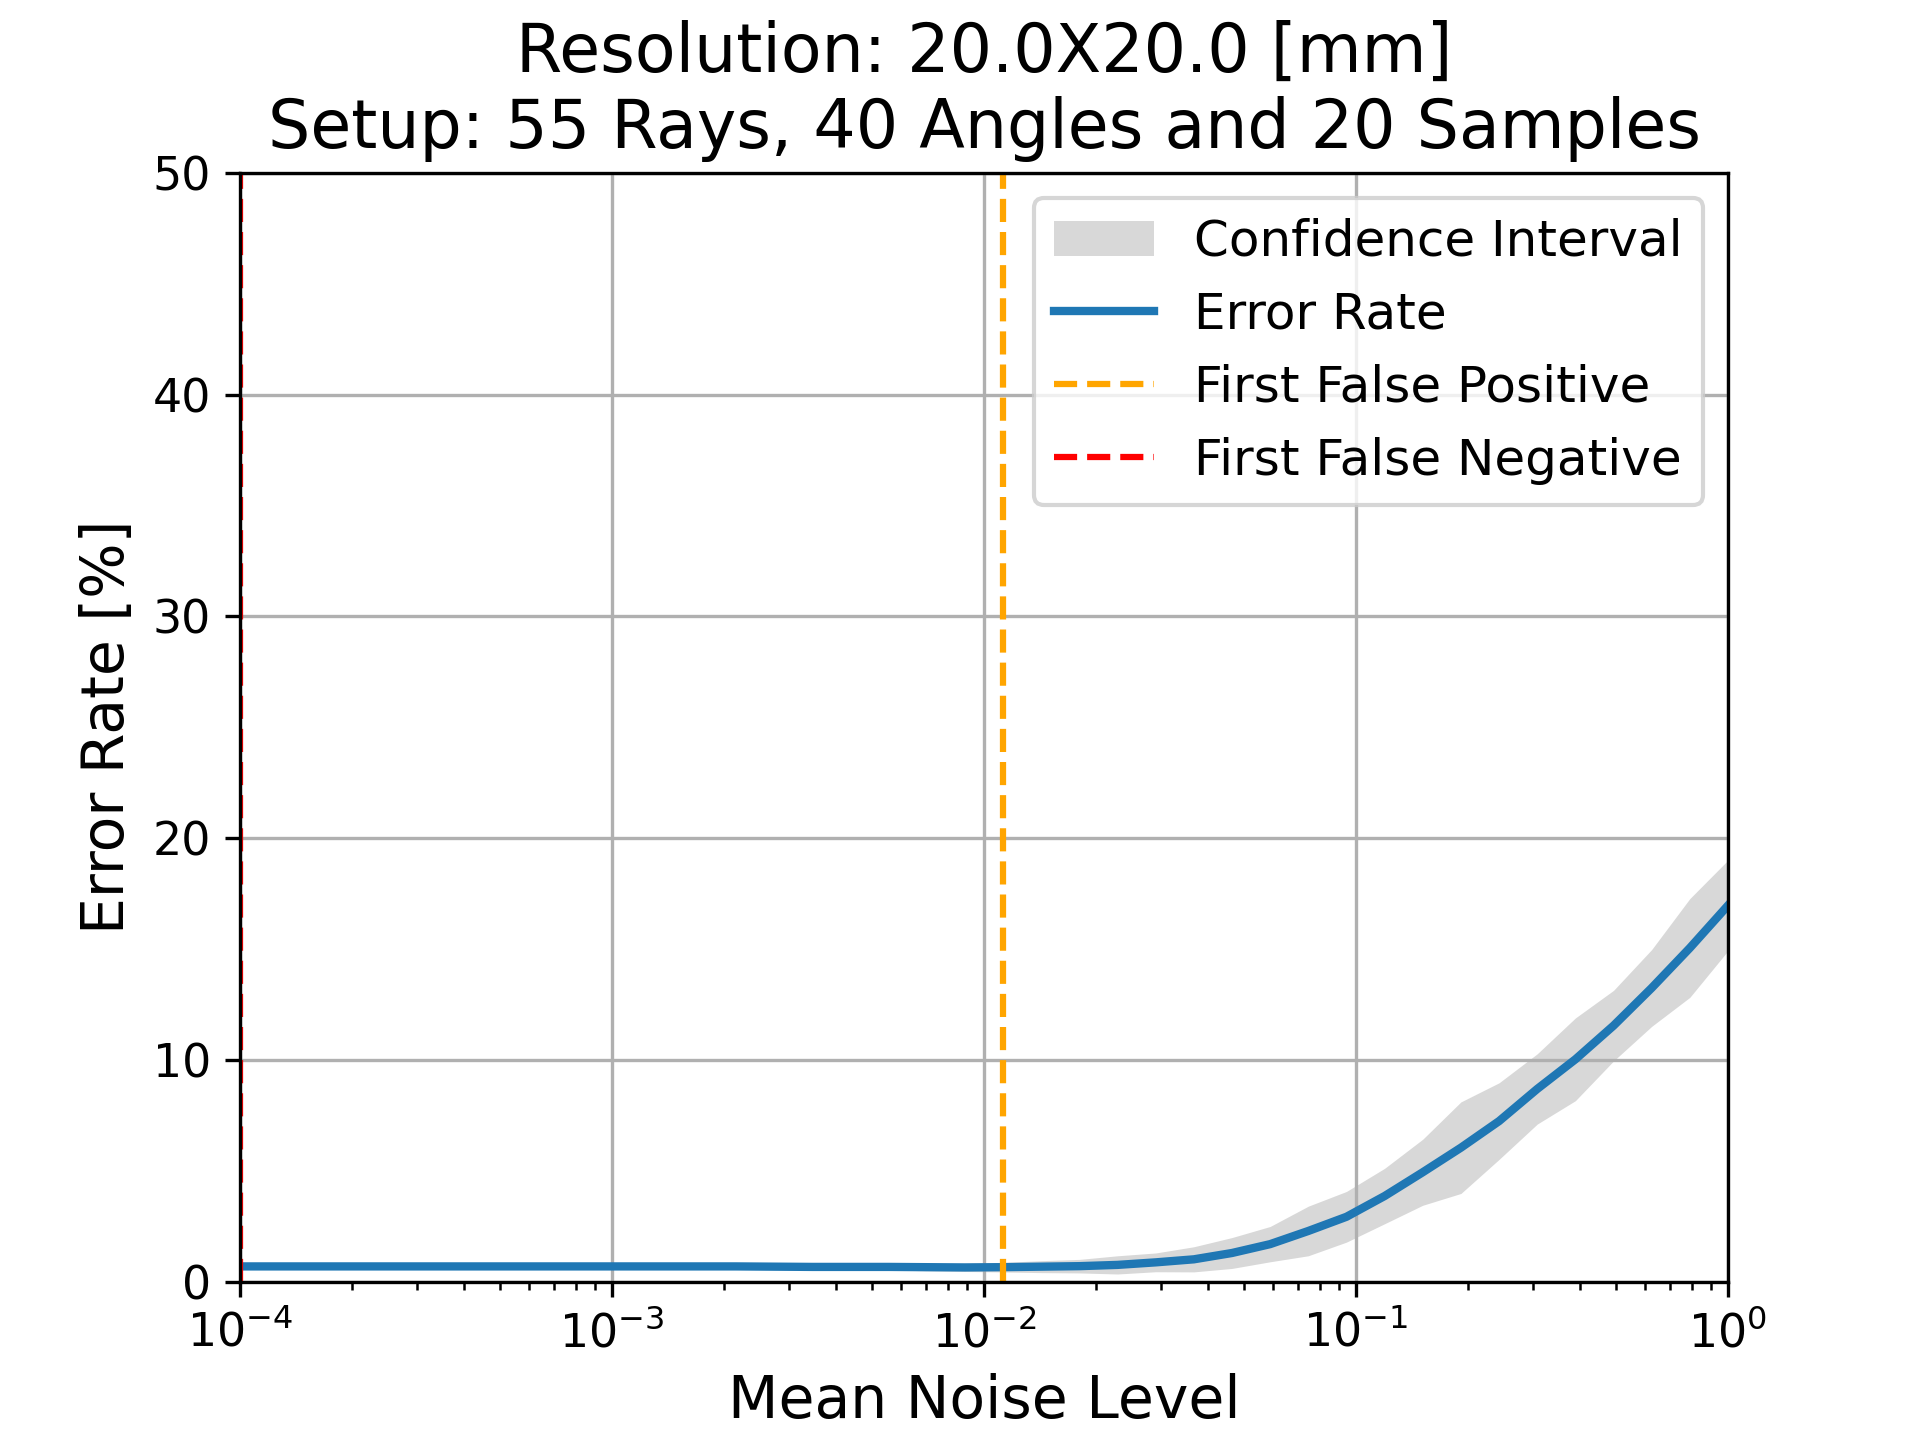 Resolution: 20.0X20.0 [mm]
Setup: 55 Rays, 40 Angles and 20 Samples
50
40
30
20
10
0
Error Rate [%]
Confidence Interval
Error Rate
First False Positive
First False Negative
10⁻⁴ 10⁻³ 10⁻² 10⁻¹ 10⁰
Mean Noise Level